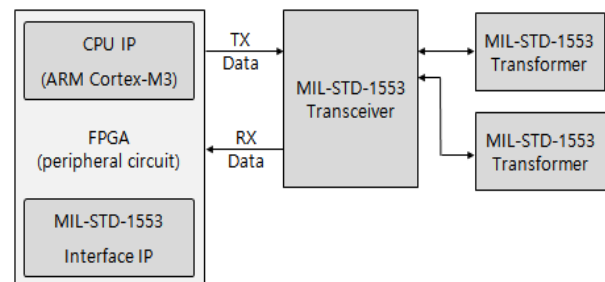 CPU IP
(ARM Cortex-M3)
FPGA
(peripheral circuit)
MIL-STD-1553
Interface IP
TX
Data
RX
Data
MIL-STD-1553
Transceiver
MIL-STD-1553
Transformer
MIL-STD-1553
Transformer